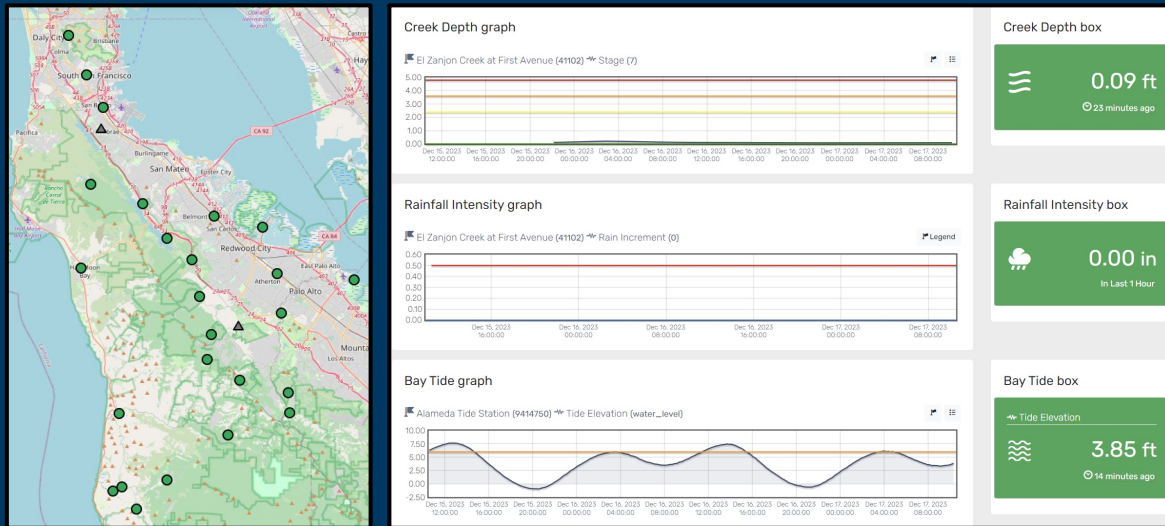 Daly City
Brisbane
Colma
South San Francisco
Pacifica
Burlingame
San Mateo
Foster City
CA 92
Belmont
San Carlos
Redwood City
CA 84
East Palo Alto
Atherton
Palo Alto
Los Altos
Creek Depth graph
El Zanjon Creek at First Avenue (41102) Stage (7)
5.00
4.00
3.00
2.00
1.00
0.00
Dec 15, 2023 Dec 15, 2023 Dec 15, 2023 Dec 16, 2023 Dec 16, 2023 Dec 16, 2023 Dec 16, 2023 Dec 16, 2023 Dec 16, 2023 Dec 17, 2023 Dec 17, 2023 Dec 17, 2023
12:00:00 16:00:00 20:00:00 00:00:00 04:00:00 08:00:00 12:00:00 16:00:00 20:00:00 00:00:00 04:00:00 08:00:00
Creek Depth box
0.09 ft
23 minutes ago
Rainfall Intensity graph
El Zanjon Creek at First Avenue (41102) Rain Increment (0)
Legend
0.60
0.50
0.40
0.30
0.20
0.10
0.00
Dec 15, 2023 Dec 16, 2023 Dec 16, 2023 Dec 16, 2023 Dec 17, 2023 Dec 17, 2023
16:00:00 00:00:00 08:00:00 16:00:00 00:00:00 08:00:00
Rainfall Intensity box
0.00 in
In Last 1 Hour
Bay Tide graph
Alameda Tide Station (9414750) Tide Elevation (water_level)
10.00
7.50
5.00
2.50
0.00
-2.50
Dec 15, 2023 Dec 15, 2023 Dec 15, 2023 Dec 16, 2023 Dec 16, 2023 Dec 16, 2023 Dec 16, 2023 Dec 16, 2023 Dec 16, 2023 Dec 17, 2023 Dec 17, 2023 Dec 17, 2023
12:00:00 16:00:00 20:00:00 00:00:00 04:00:00 08:00:00 12:00:00 16:00:00 20:00:00 00:00:00 04:00:00 08:00:00
Bay Tide box
Tide Elevation
3.85 ft
14 minutes ago